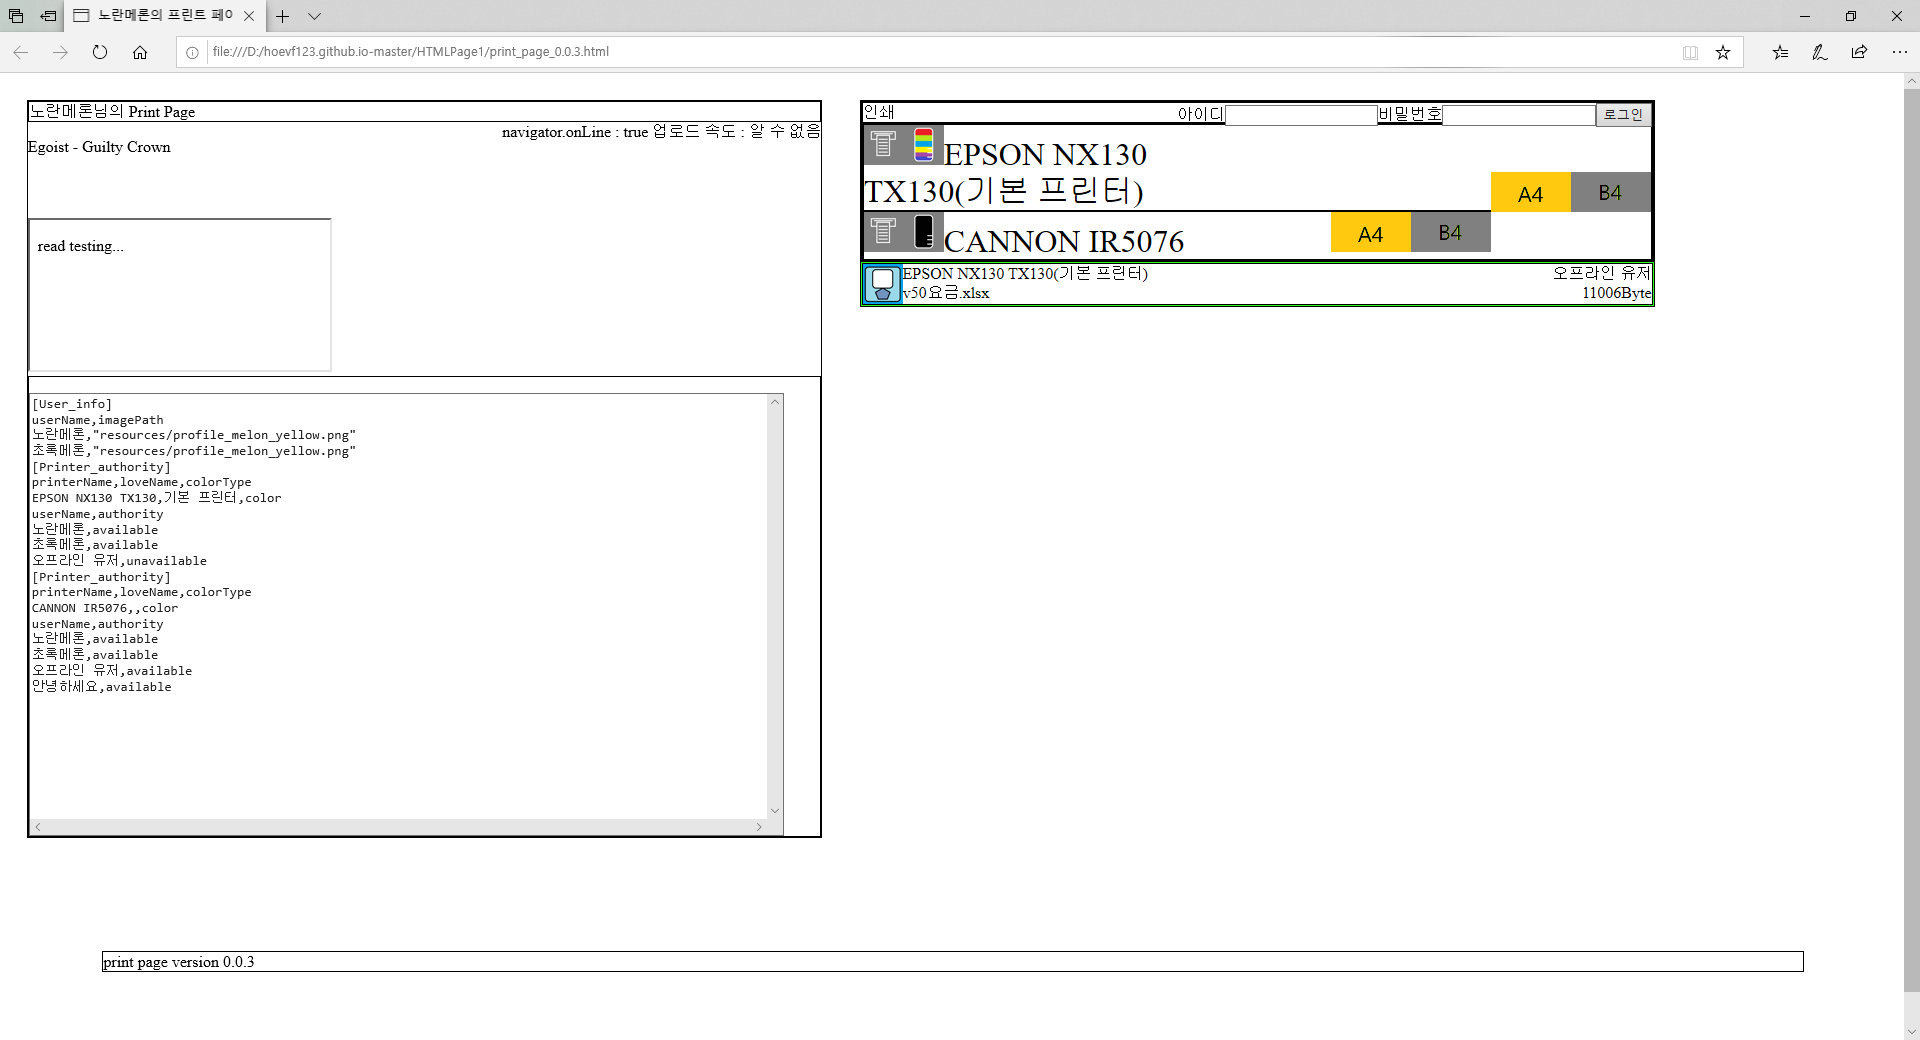 노란메론의 프린트 페이
file:///D:/hoevf123.github.io-master/HTMLPage1/print_page_0.0.3.html
노란메론님의 Print Page
navigator.onLine : true 업로드 속도 : 알 수 없음
Egoist - Guilty Crown
read testing...
[User_info]
userName,imagePath
노란메론,"resources/profile_melon_yellow.png"
초록메론,"resources/profile_melon_yellow.png"
[Printer_authority]
printerName,loveName,colorType
EPSON NX130 TX130,기본 프린터,color
userName,authority
노란메론,available
초록메론,available
오프라인 유저,unavailable
[Printer_authority]
printerName,loveName,colorType
CANNON IR5076,,color
userName,authority
노란메론,available
초록메론,available
오프라인 유저,available
안녕하세요,available
인쇄 아이디 비밀번호 로그인
EPSON NX130
TX130(기본 프린터) A4 B4
CANNON IR5076 A4 B4
EPSON NX130 TX130(기본 프린터) 오프라인 유저
v50요금.xlsx 11006Byte
print page version 0.0.3